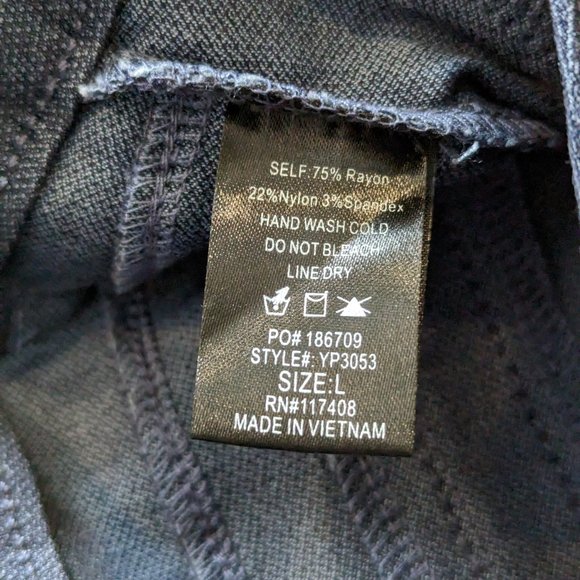 SELF: 75% Rayon
22%Nylon 3%Spandex
HAND WASH COLD
DO NOT BLEACH
LINE DRY
PO# 186709
STYLE#: YP3053
SIZE:L
RN#117408
MADE IN VIETNAM